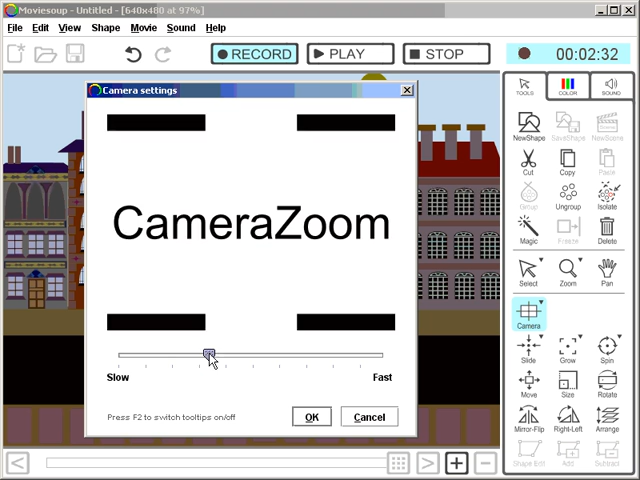 Moviesoup - Untitled - [640x480 at 97%]
File Edit View Shape Movie Sound Help
RECORD PLAY STOP 00:02:32
Camera settings
TOOLS COLOR SOUND
NewShape SaveShape NewScene
Cut Copy Paste
Group Ungroup Isolate
CameraZoom
Magic Freeze Delete
Select Zoom Pan
Camera
Slide Grow Spin
Slow Fast
Move Size Rotate
Press F2 to switch tooltips on/off OK Cancel
Mirror-Flip Right-Left Arrange
Shape Edit Add Subtract